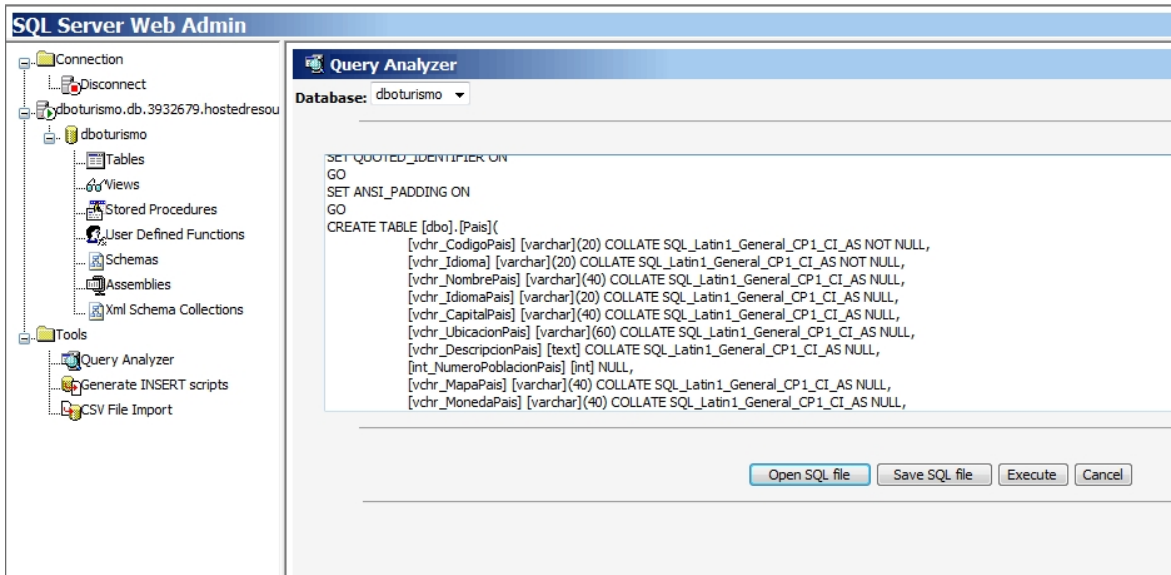 SQL Server Web Admin
Connection
Disconnect
dboturismo.db.3932679.hostedresou
dboturismo
Tables
Views
Stored Procedures
User Defined Functions
Schemas
Assemblies
Xml Schema Collections
Tools
Query Analyzer
Generate INSERT scripts
CSV File Import
Query Analyzer
Database: dboturismo
SET QUOTED_IDENTIFIER ON
GO
SET ANSI_PADDING ON
GO
CREATE TABLE [dbo].[Pais](
[vchr_CodigoPais] [varchar](20) COLLATE SQL_Latin1_General_CP1_CI_AS NOT NULL,
[vchr_Idioma] [varchar](20) COLLATE SQL_Latin1_General_CP1_CI_AS NOT NULL,
[vchr_NombrePais] [varchar](40) COLLATE SQL_Latin1_General_CP1_CI_AS NULL,
[vchr_IdiomaPais] [varchar](20) COLLATE SQL_Latin1_General_CP1_CI_AS NULL,
[vchr_CapitalPais] [varchar](40) COLLATE SQL_Latin1_General_CP1_CI_AS NULL,
[vchr_UbicacionPais] [varchar](60) COLLATE SQL_Latin1_General_CP1_CI_AS NULL,
[vchr_DescripcionPais] [text] COLLATE SQL_Latin1_General_CP1_CI_AS NULL,
[int_NumeroPoblacionPais] [int] NULL,
[vchr_MapaPais] [varchar](40) COLLATE SQL_Latin1_General_CP1_CI_AS NULL,
[vchr_MonedaPais] [varchar](40) COLLATE SQL_Latin1_General_CP1_CI_AS NULL,
Open SQL file Save SQL file Execute Cancel